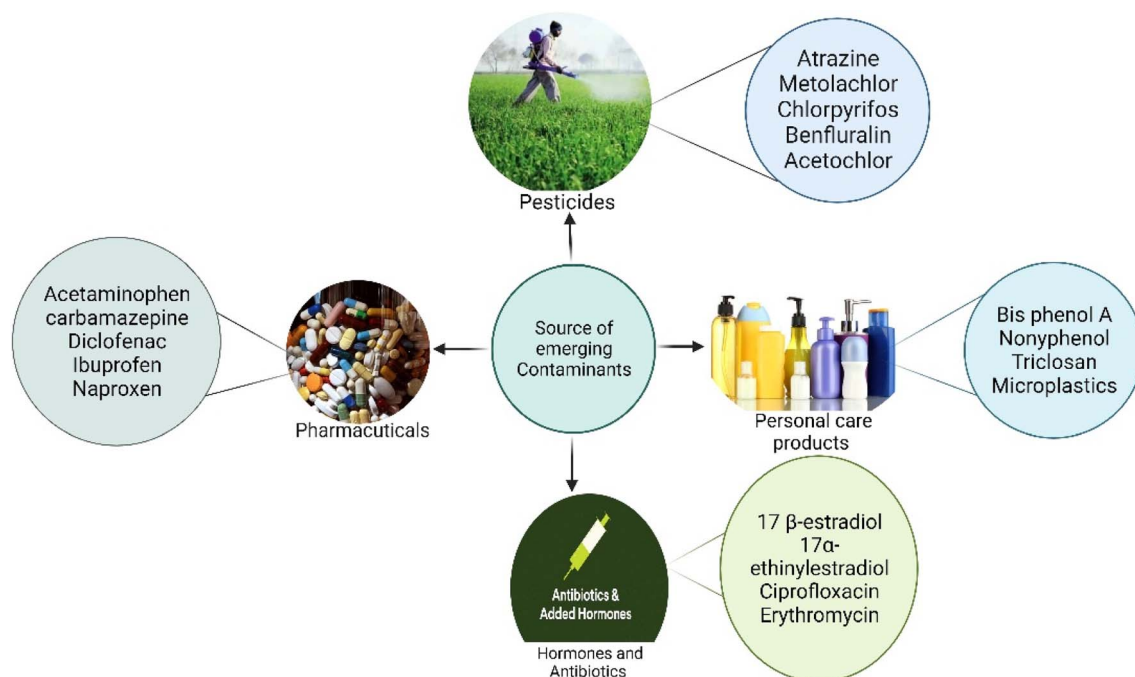 Atrazine
Metolachlor
Chlorpyrifos
Benfluralin
Acetochlor
Pesticides
Acetaminophen
carbamazepine
Diclofenac
Ibuprofen
Naproxen
Pharmacuticals
Source of
emerging
Contaminants
Personal care
products
Bis phenol A
Nonyphenol
Triclosan
Microplastics
Antibiotics &
Added Hormones
Hormones and
Antibiotics
17 β-estradiol
17α-
ethinylestradiol
Ciprofloxacin
Erythromycin